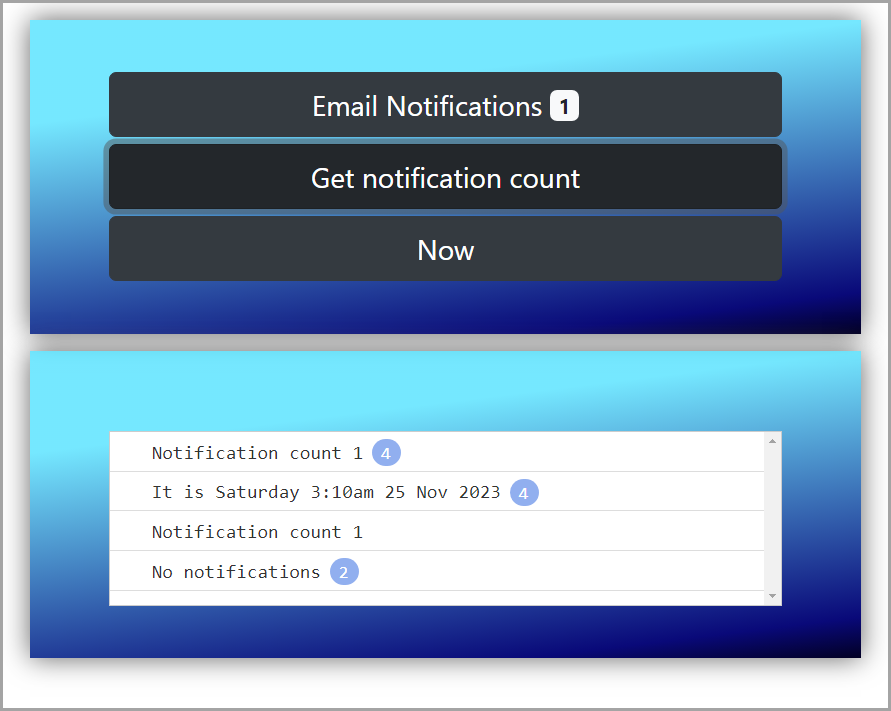 Email Notifications 1
Get notification count
Now
Notification count 1 4
It is Saturday 3:10am 25 Nov 2023 4
Notification count 1
No notifications 2